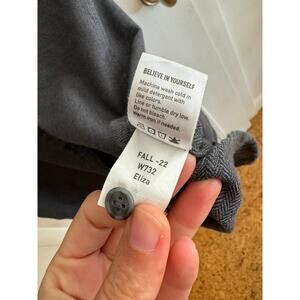 BELIEVE IN YOURSELF
Machine wash cold in
mild detergent with
like colors.
Line or tumble dry low.
Do not bleach.
Warm iron if needed.
FALL -22
W732
Eliza